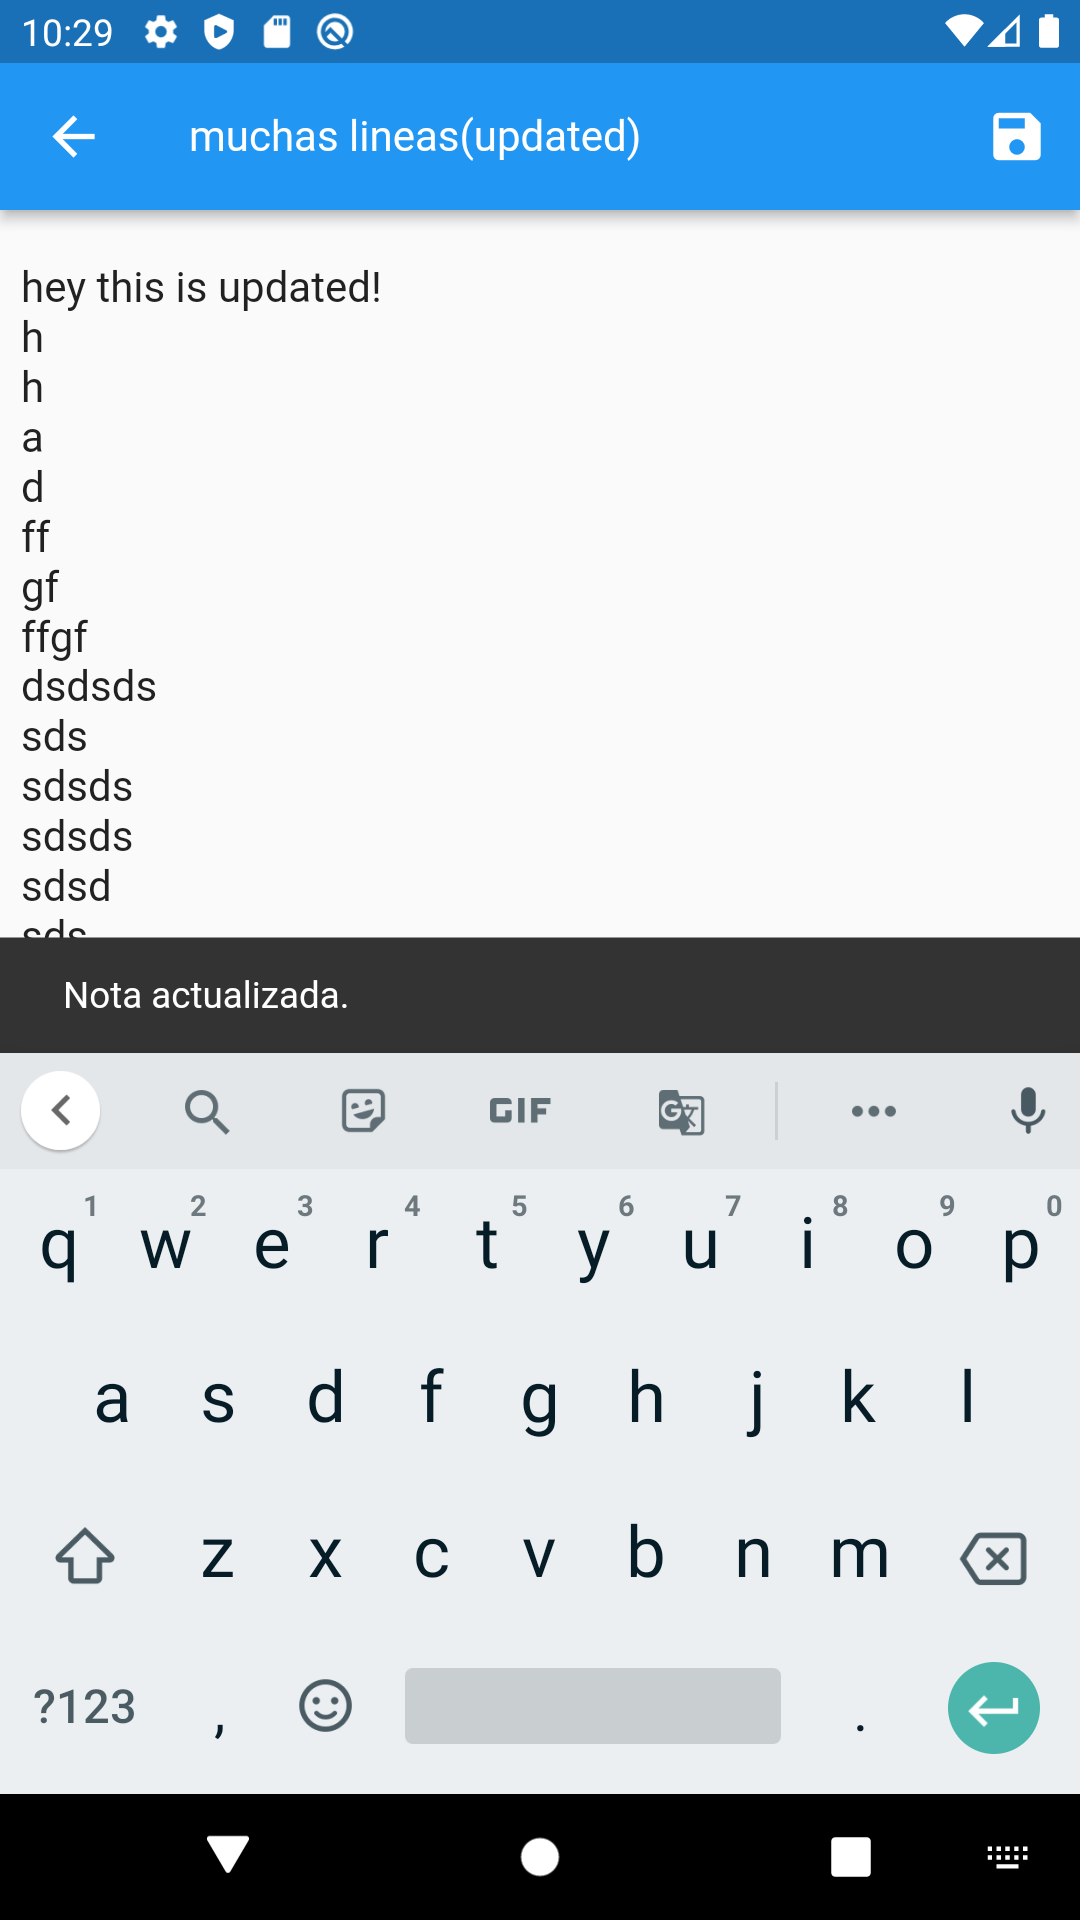 10:29
muchas lineas(updated)
hey this is updated!
h
h
a
d
ff
gf
ffgf
dsdsds
sds
sdsds
sdsds
sdsd
sds
Nota actualizada.
GIF
G
1 2 3 4 5 6 7 8 9 0
q w e r t y u i o p
a s d f g h j k l
z x c v b n m
?123 , .